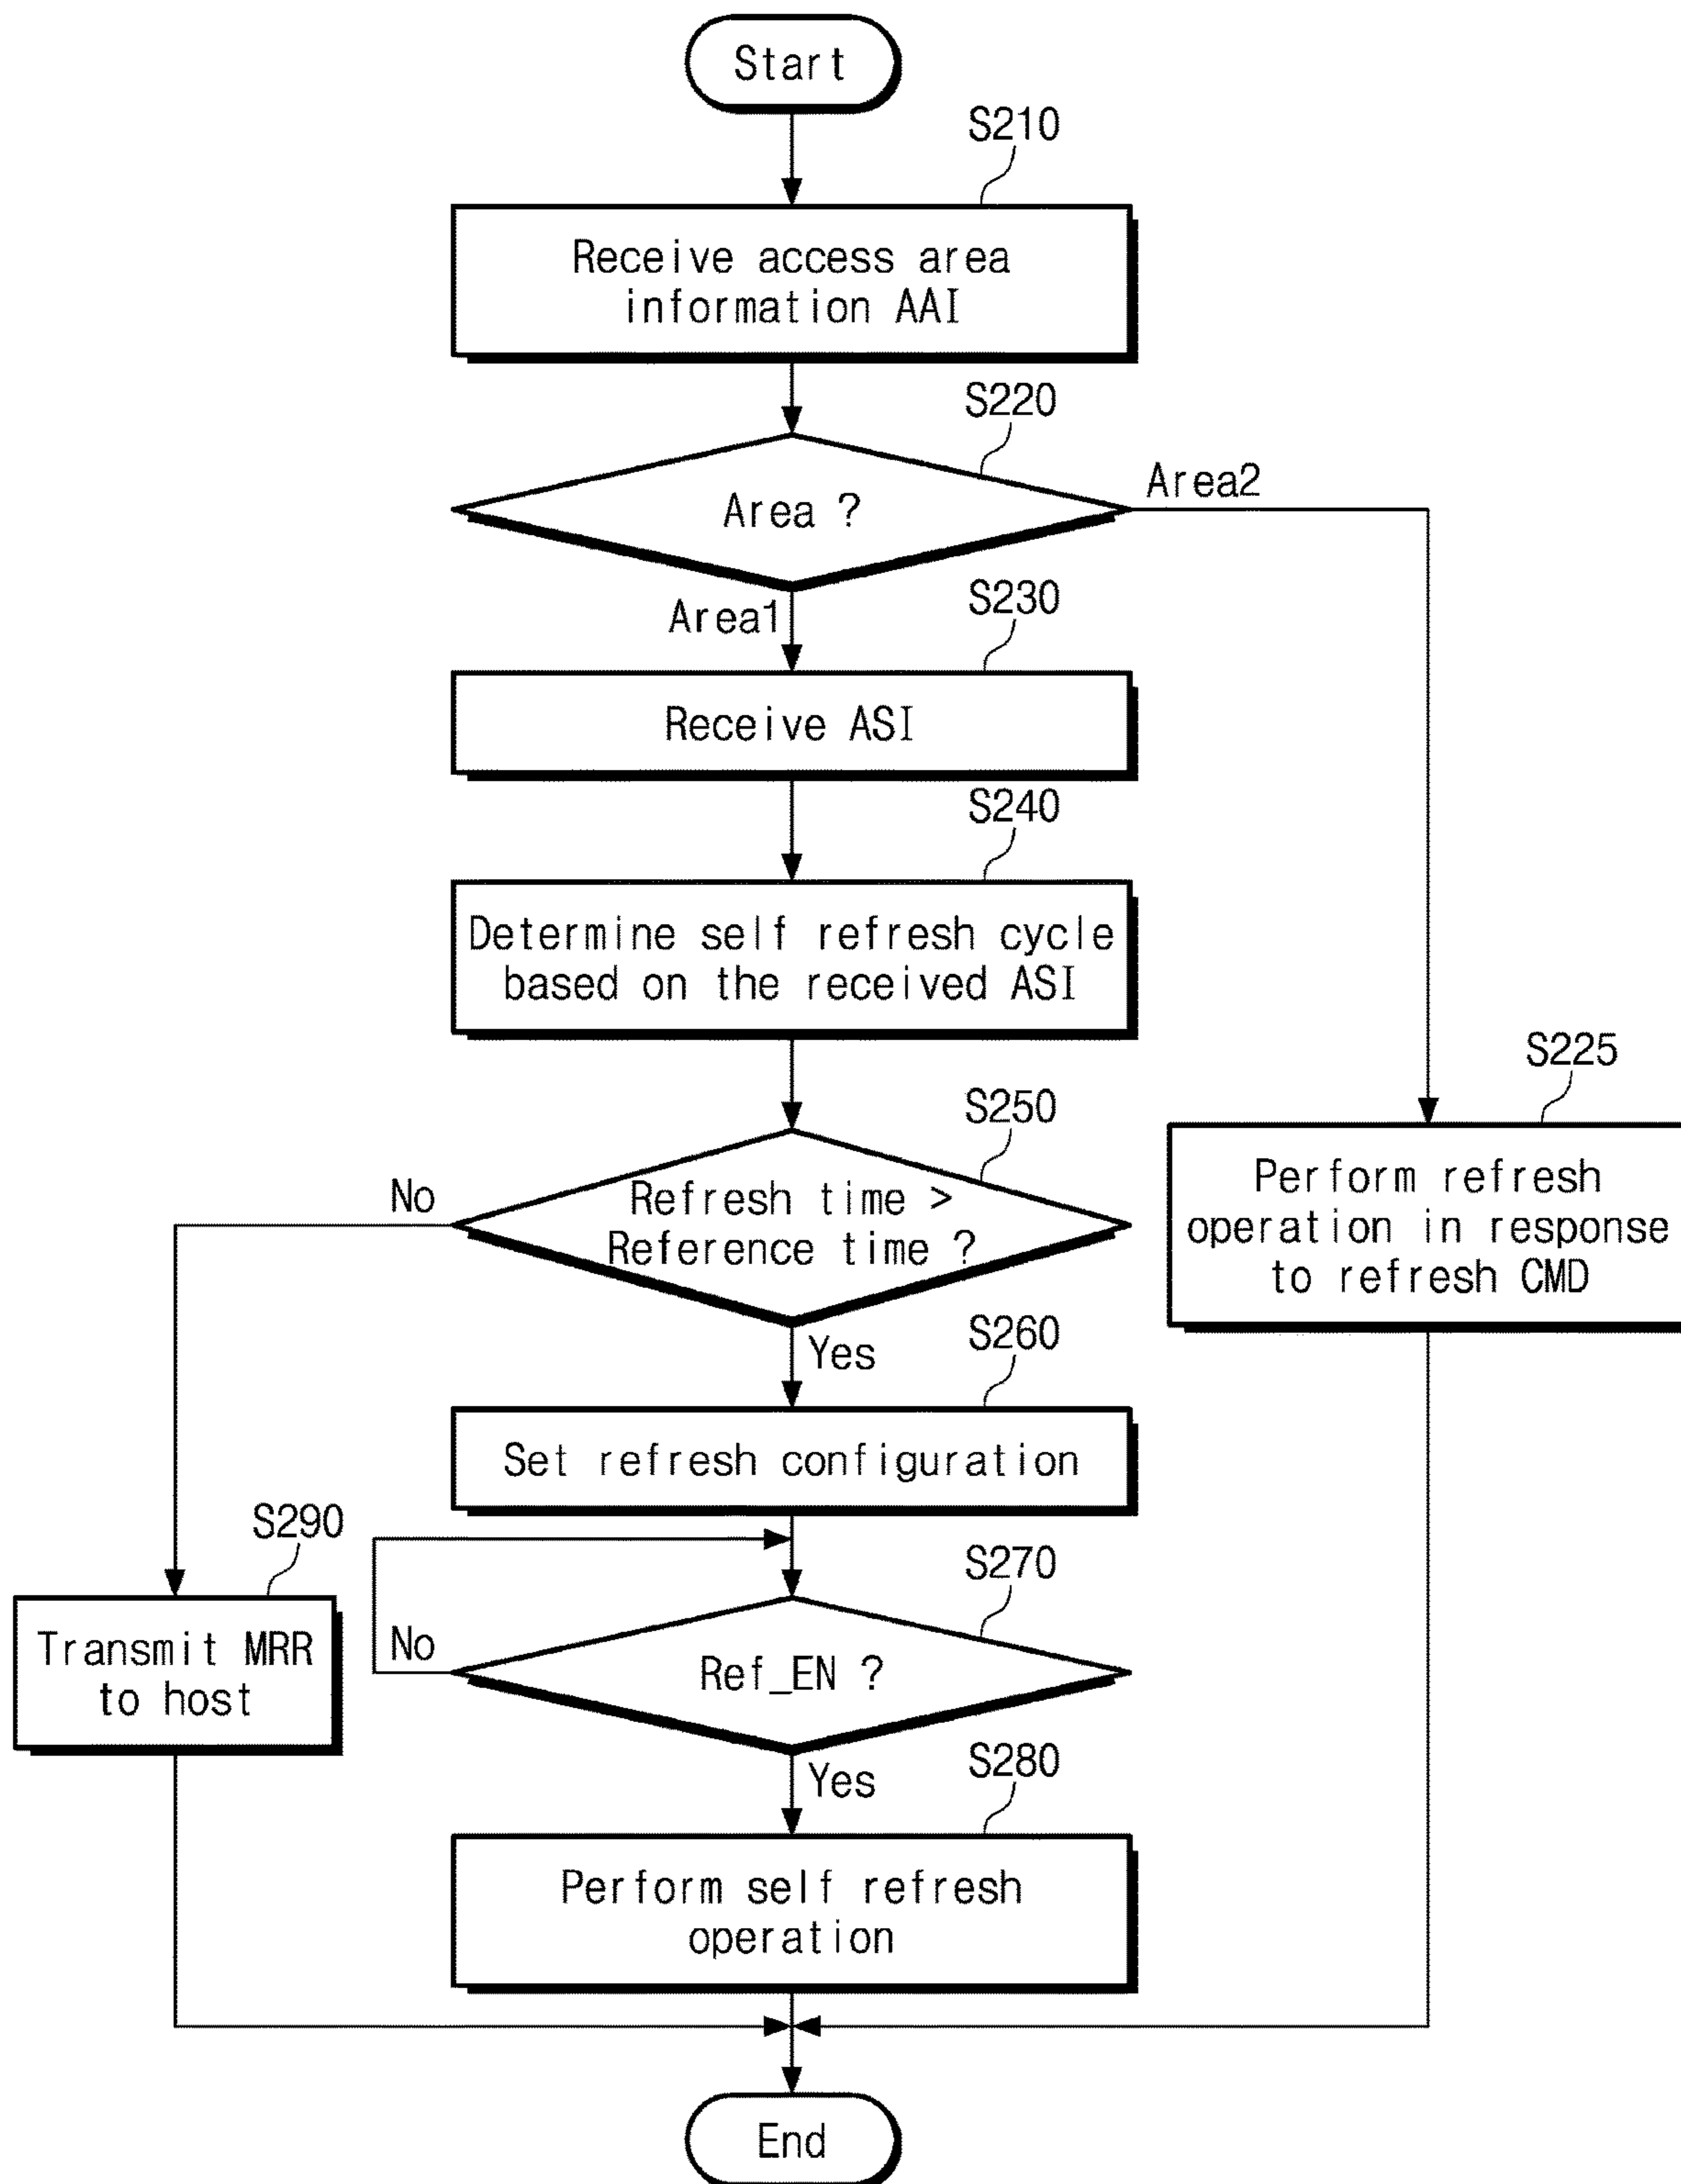 Start
S210
Receive access area
information AAI
S220
Area ?
Area2
Area1
S230
Receive ASI
S240
Determine self refresh cycle
based on the received ASI
S250
Refresh time >
Reference time ?
No
Yes
S225
Perform refresh
operation in response
to refresh CMD
S260
Set refresh configuration
S290
Transmit MRR
to host
S270
Ref_EN ?
No
Yes
S280
Perform self refresh
operation
End